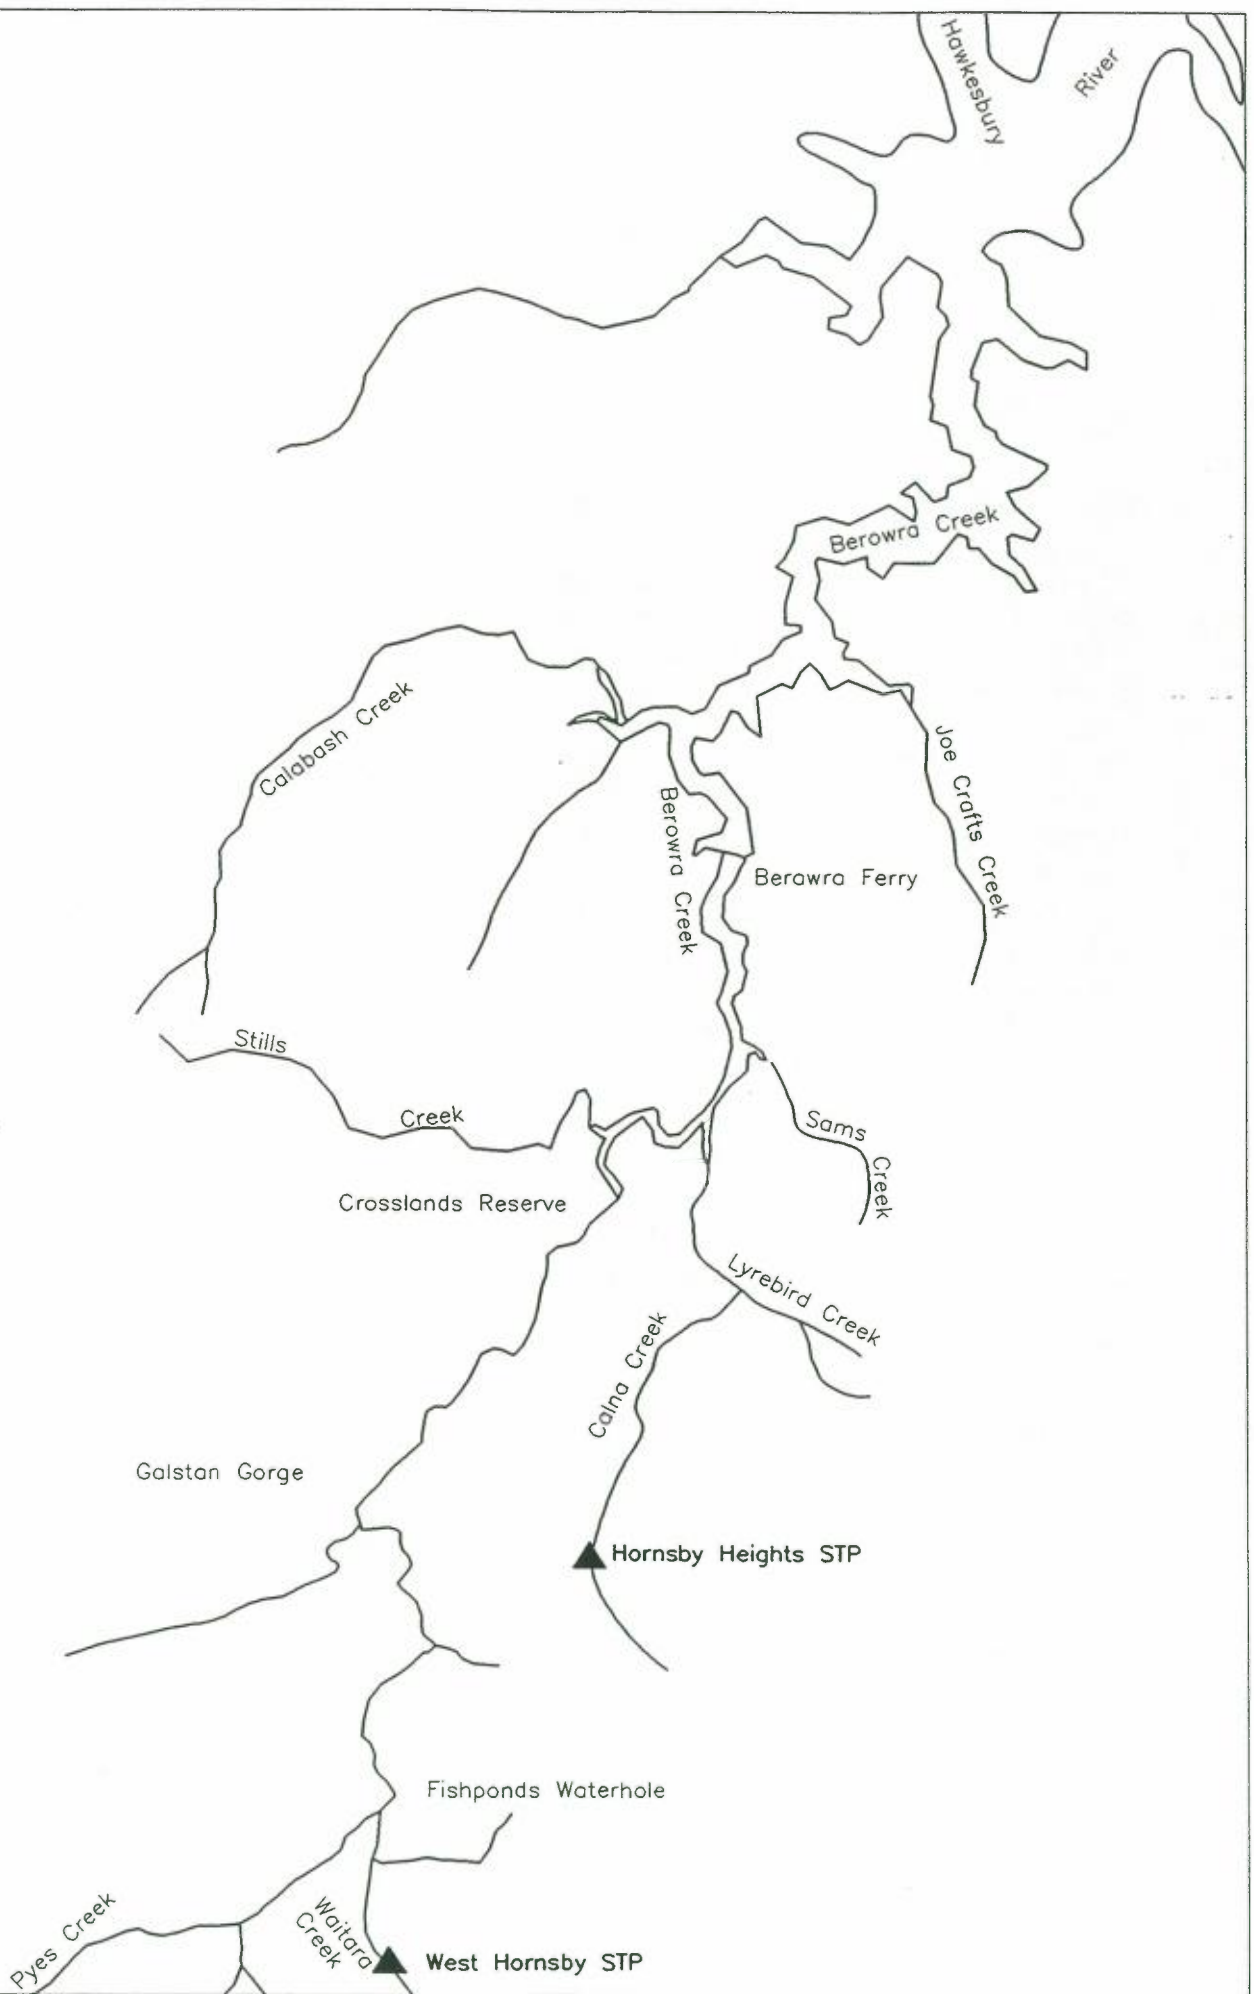 Hawkesbury
River
Berowra Creek
Calabash Creek
Joe Crafts Creek
Berowra Creek
Berawra Ferry
Stills
Creek
Sams
Creek
Crosslands Reserve
Lyrebird Creek
Calna Creek
Galstan Gorge
Hornsby Heights STP
Fishponds Waterhole
Pyes Creek
Waitara
Creek
West Hornsby STP